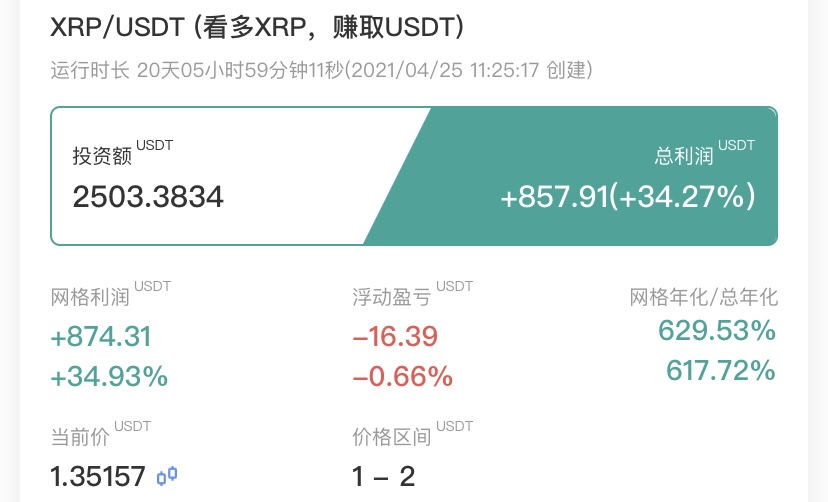 XRP/USDT (看多XRP，赚取USDT)
运行时长 20天05小时59分钟11秒(2021/04/25 11:25:17 创建)
投资额 USDT 总利润 USDT
2503.3834 +857.91(+34.27%)
网格利润 USDT 浮动盈亏 USDT 网格年化/总年化
+874.31 −16.39 629.53%
+34.93% −0.66% 617.72%
当前价 USDT 价格区间 USDT
1.35157 1 − 2